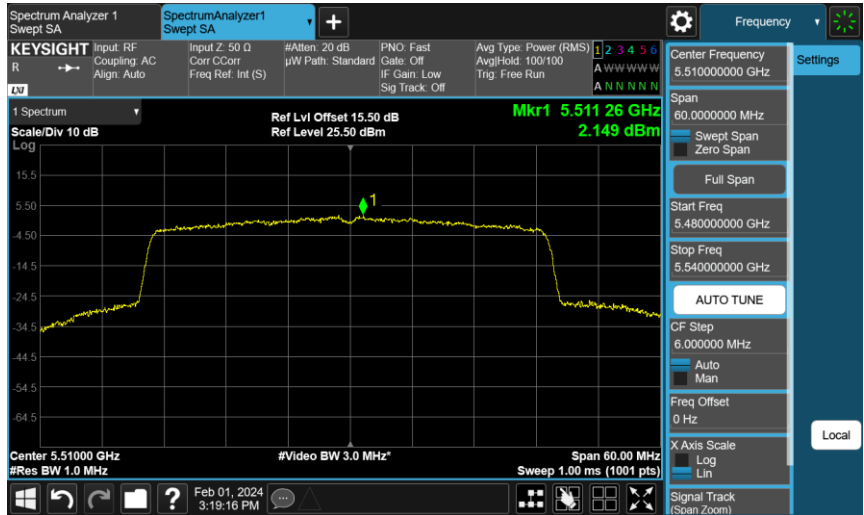 Spectrum Analyzer 1
Swept SA
SpectrumAnalyzer1
Swept SA
Frequency
KEYSIGHT
R
LXI
Input: RF
Coupling: AC
Align: Auto
Input Z: 50 Ω
Corr CCorr
Freq Ref: Int (S)
#Atten: 20 dB
µW Path: Standard
PNO: Fast
Gate: Off
IF Gain: Low
Sig Track: Off
Avg Type: Power (RMS)
Avg|Hold: 100/100
Trig: Free Run
1 2 3 4 5 6
A W W W W W
A N N N N N
1 Spectrum
Scale/Div 10 dB
Log
Ref Lvl Offset 15.50 dB
Ref Level 25.50 dBm
Mkr1 5.511 26 GHz
2.149 dBm
15.5
5.50
-4.50
-14.5
-24.5
-34.5
-44.5
-54.5
-64.5
1
Center 5.51000 GHz
#Res BW 1.0 MHz
#Video BW 3.0 MHz*
Span 60.00 MHz
Sweep 1.00 ms (1001 pts)
Feb 01, 2024
3:19:16 PM
Center Frequency
5.510000000 GHz
Span
60.0000000 MHz
Swept Span
Zero Span
Full Span
Start Freq
5.480000000 GHz
Stop Freq
5.540000000 GHz
AUTO TUNE
CF Step
6.000000 MHz
Auto
Man
Freq Offset
0 Hz
X Axis Scale
Log
Lin
Signal Track
(Span Zoom)
Settings
Local